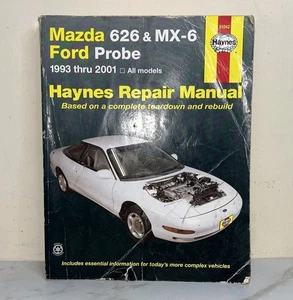 Mazda 626 & MX-6
Ford Probe
1993 thru 2001 □ All models
Haynes
Haynes Repair Manual
Based on a complete teardown and rebuild
Includes essential information for today's more complex vehicles